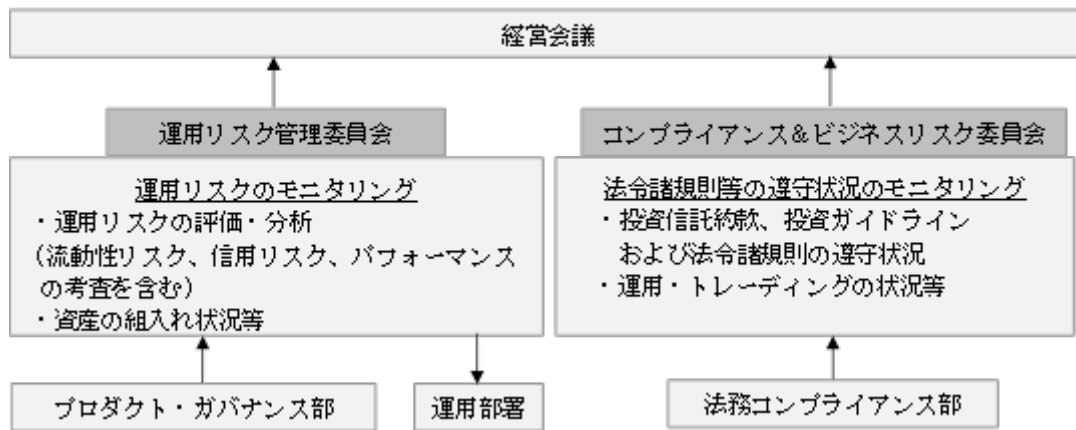 経営会議
運用リスク管理委員会
運用リスクのモニタリング
・運用リスクの評価・分析
(流動性リスク、信用リスク、パフォーマンス
の考査を含む)
・資産の組入れ状況等
コンプライアンス&ビジネスリスク委員会
法令諸規則等の遵守状況のモニタリング
・投資信託約款、投資ガイドライン
および法令諸規則の遵守状況
・運用・トレーディングの状況等
プロダクト・ガバナンス部
運用部署
法務コンプライアンス部